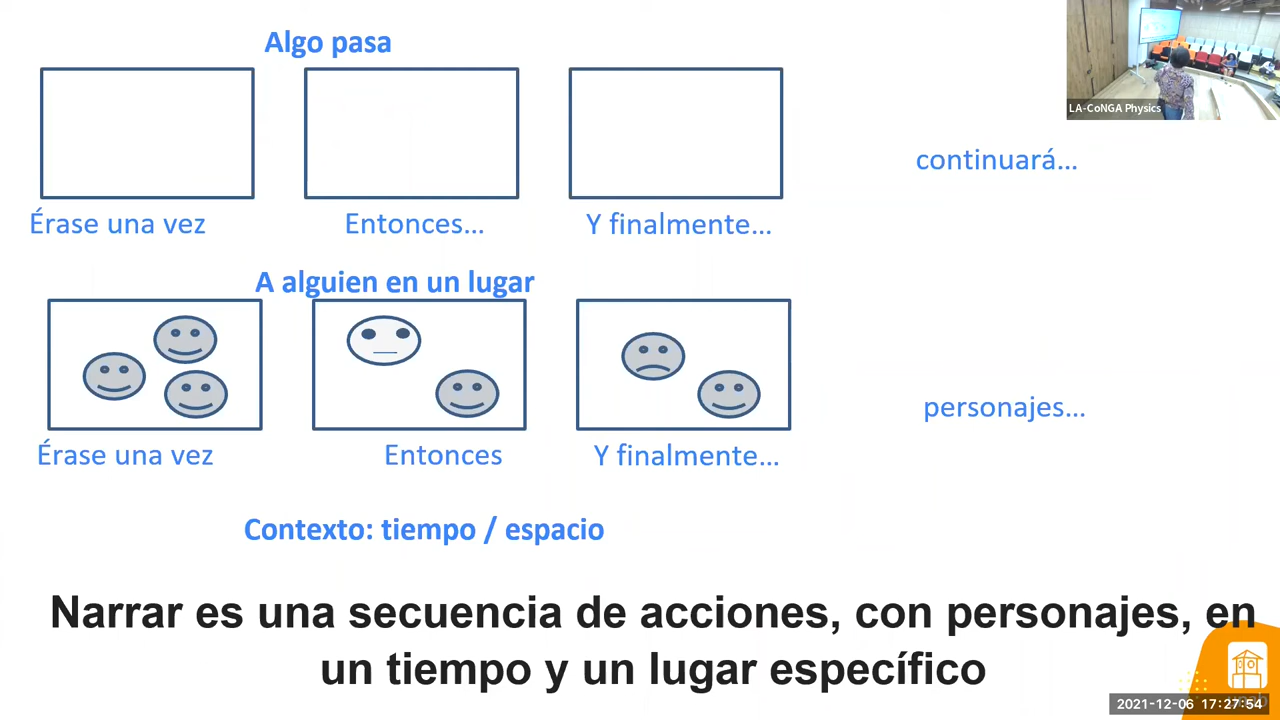 Algo pasa
LA-CoNGA Physics
continuará...
Érase una vez
Entonces...
Y finalmente...
A alguien en un lugar
personajes...
Érase una vez
Entonces
Y finalmente...
Contexto: tiempo / espacio
Narrar es una secuencia de acciones, con personajes, en
un tiempo y un lugar específico
2021-12-06 17:27:54